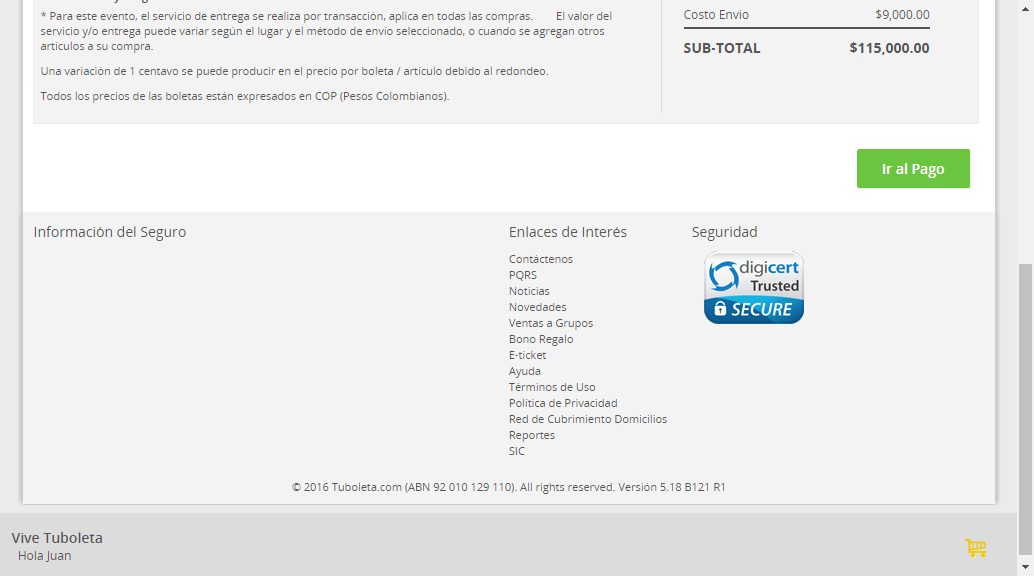 * Para este evento, el servicio de entrega se realiza por transacción, aplica en todas las compras. El valor del
servicio y/o entrega puede variar según el lugar y el método de envío seleccionado, o cuando se agregan otros
artículos a su compra.
Una variación de 1 centavo se puede producir en el precio por boleta / artículo debido al redondeo.
Todos los precios de las boletas están expresados en COP (Pesos Colombianos).
Costo Envio $9,000.00
SUB-TOTAL $115,000.00
Ir al Pago
Información del Seguro
Enlaces de Interés
Contáctenos
PQRS
Noticias
Novedades
Ventas a Grupos
Bono Regalo
E-ticket
Ayuda
Términos de Uso
Politica de Privacidad
Red de Cubrimiento Domicilios
Reportes
SIC
Seguridad
digicert
Trusted
SECURE
© 2016 Tuboleta.com (ABN 92 010 129 110). All rights reserved. Versión 5.18 B121 R1
Vive Tuboleta
Hola Juan